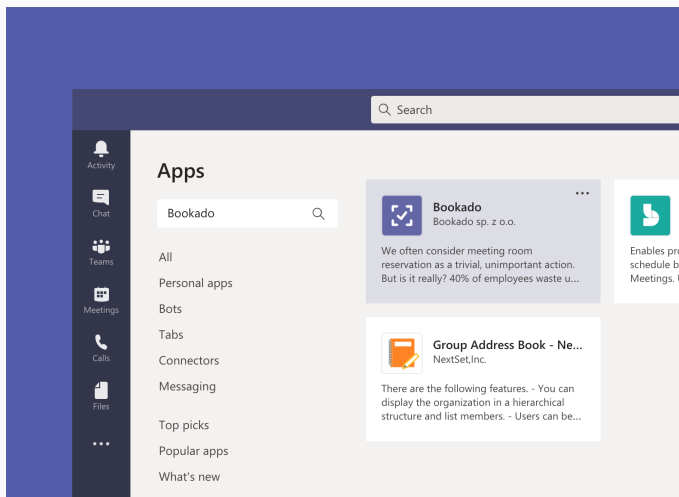 Search
Activity
Chat
Teams
Meetings
Calls
Files
Apps
Bookado
All
Personal apps
Bots
Tabs
Connectors
Messaging
Top picks
Popular apps
What's new
Bookado
Bookado sp. z o.o.
We often consider meeting room
reservation as a trivial, unimportant action.
But is it really? 40% of employees waste u...
Group Address Book - Ne...
NextSet,Inc.
There are the following features. - You can
display the organization in a hierarchical
structure and list members. - Users can be...
Enables
schedule
Meetings.